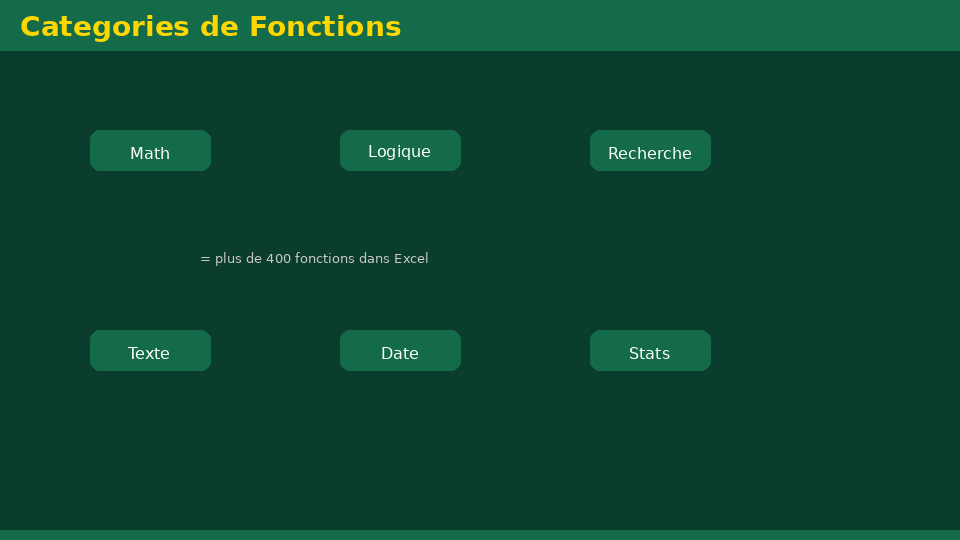 Categories de Fonctions
Math
Logique
Recherche
= plus de 400 fonctions dans Excel
Texte
Date
Stats